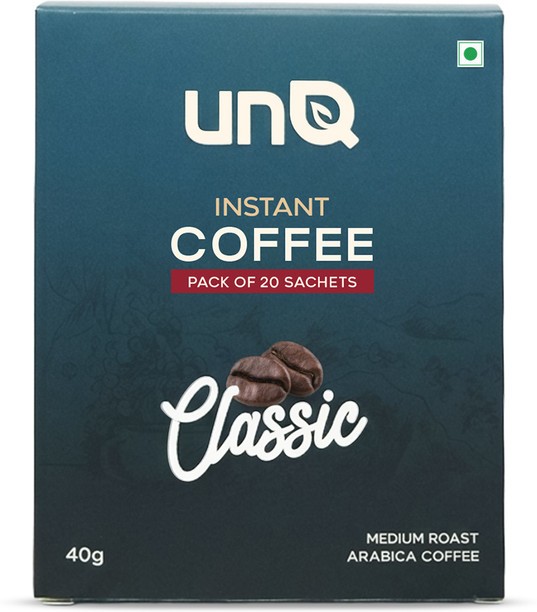 unQ
INSTANT
COFFEE
PACK OF 20 SACHETS
Classic
40g
MEDIUM ROAST
ARABICA COFFEE